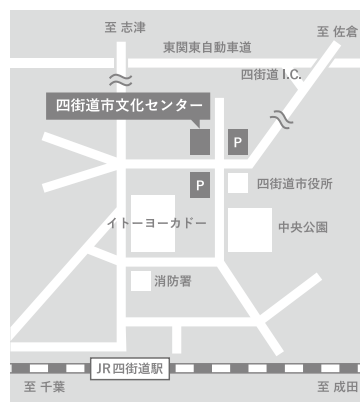 至 志津
至 佐倉
東関東自動車道
四街道 I.C.
四街道市文化センター
P
P
四街道市役所
イトーヨーカドー
中央公園
消防署
JR四街道駅
至 千葉
至 成田